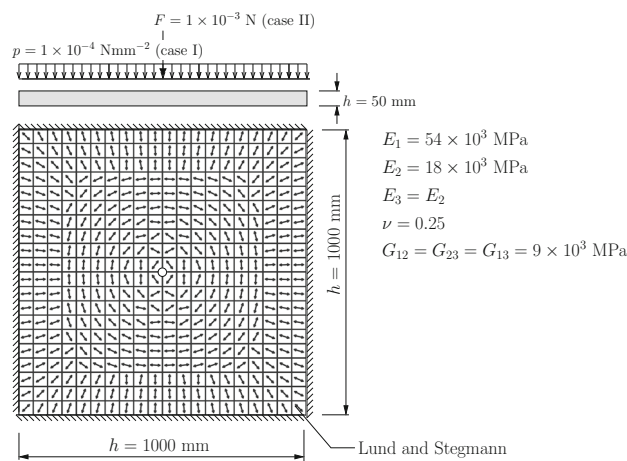 F = 1 × 10⁻³ N (case II)
p = 1 × 10⁻⁴ Nmm⁻² (case I)
h = 50 mm
E₁ = 54 × 10³ MPa
E₂ = 18 × 10³ MPa
E₃ = E₂
ν = 0.25
G₁₂ = G₂₃ = G₁₃ = 9 × 10³ MPa
h = 1000 mm
h = 1000 mm
Lund and Stegmann